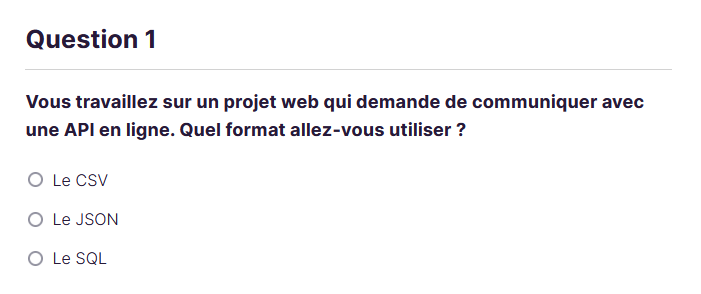 Question 1
Vous travaillez sur un projet web qui demande de communiquer avec
une API en ligne. Quel format allez-vous utiliser ?
Le CSV
Le JSON
Le SQL